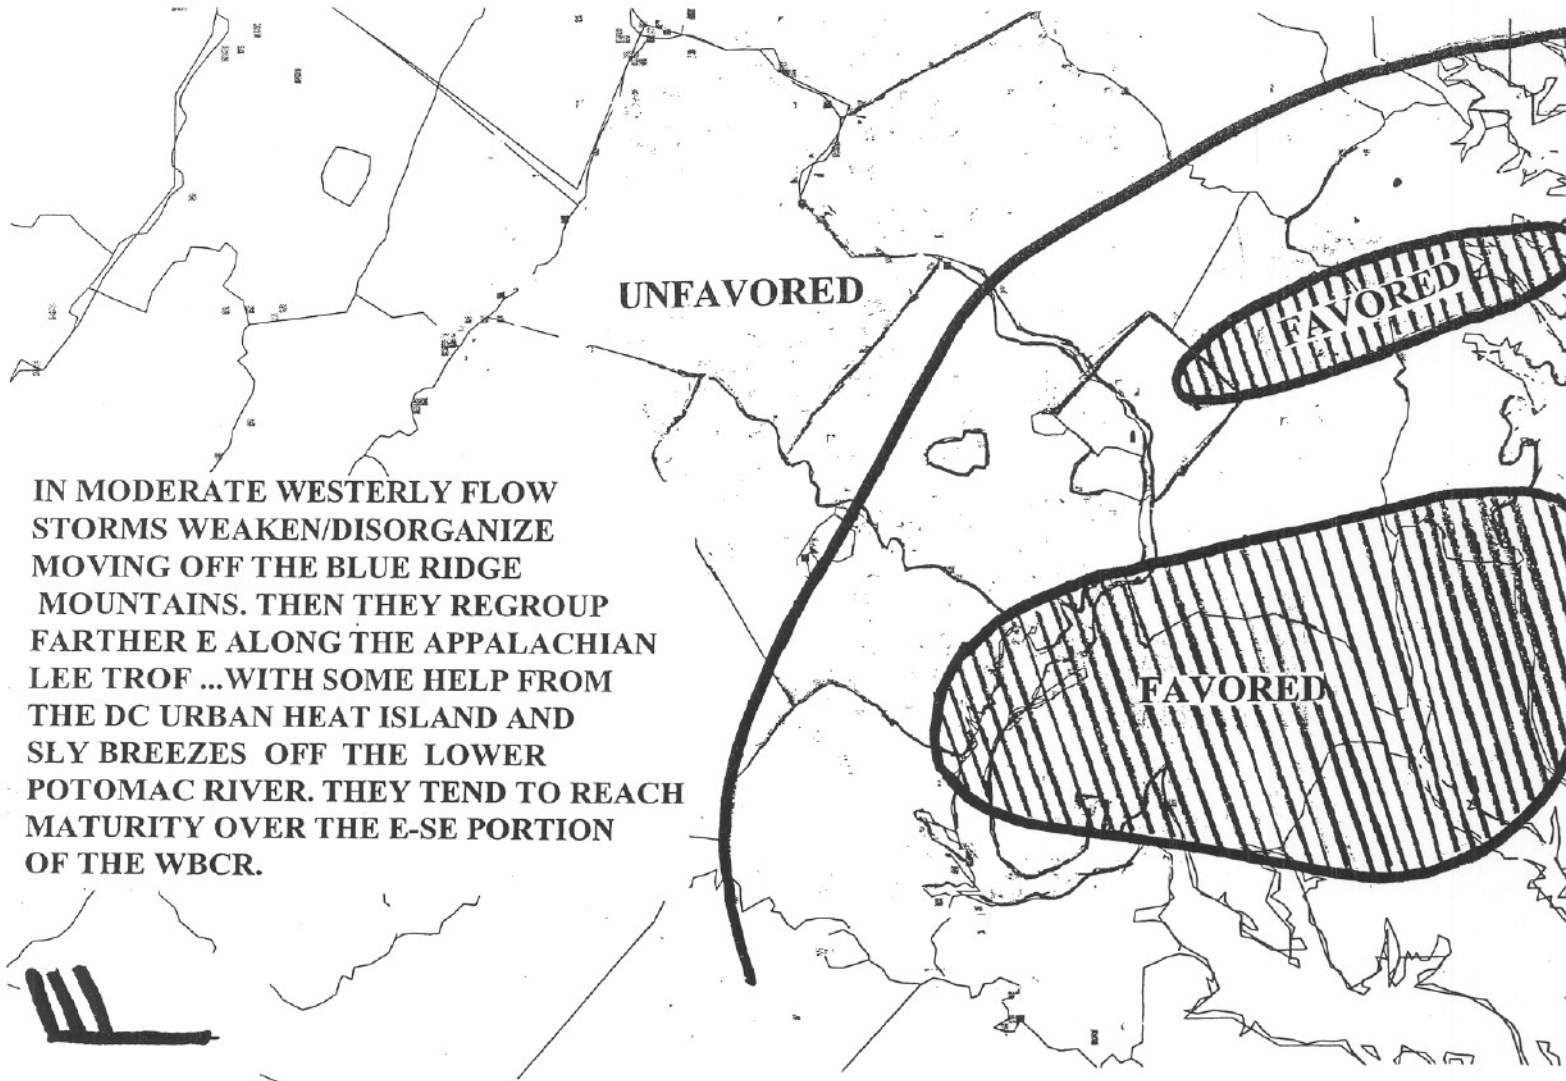 UNFAVORED
FAVORED
FAVORED
IN MODERATE WESTERLY FLOW
STORMS WEAKEN/DISORGANIZE
MOVING OFF THE BLUE RIDGE
MOUNTAINS. THEN THEY REGROUP
FARTHER E ALONG THE APPALACHIAN
LEE TROF ...WITH SOME HELP FROM
THE DC URBAN HEAT ISLAND AND
SLY BREEZES OFF THE LOWER
POTOMAC RIVER. THEY TEND TO REACH
MATURITY OVER THE E-SE PORTION
OF THE WBCR.